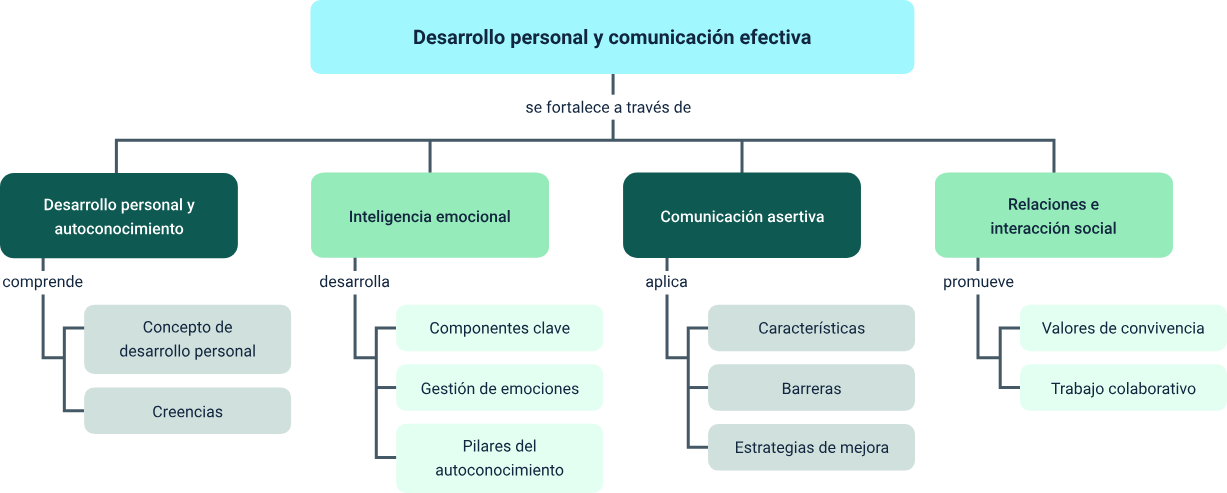 Desarrollo personal y comunicación efectiva
se fortalece a través de
Desarrollo personal y
autoconocimiento
comprende
Concepto de
desarrollo personal
Creencias
Inteligencia emocional
desarrolla
Componentes clave
Gestión de emociones
Pilares del
autoconocimiento
Comunicación asertiva
aplica
Características
Barreras
Estrategias de mejora
Relaciones e
interacción social
promueve
Valores de convivencia
Trabajo colaborativo